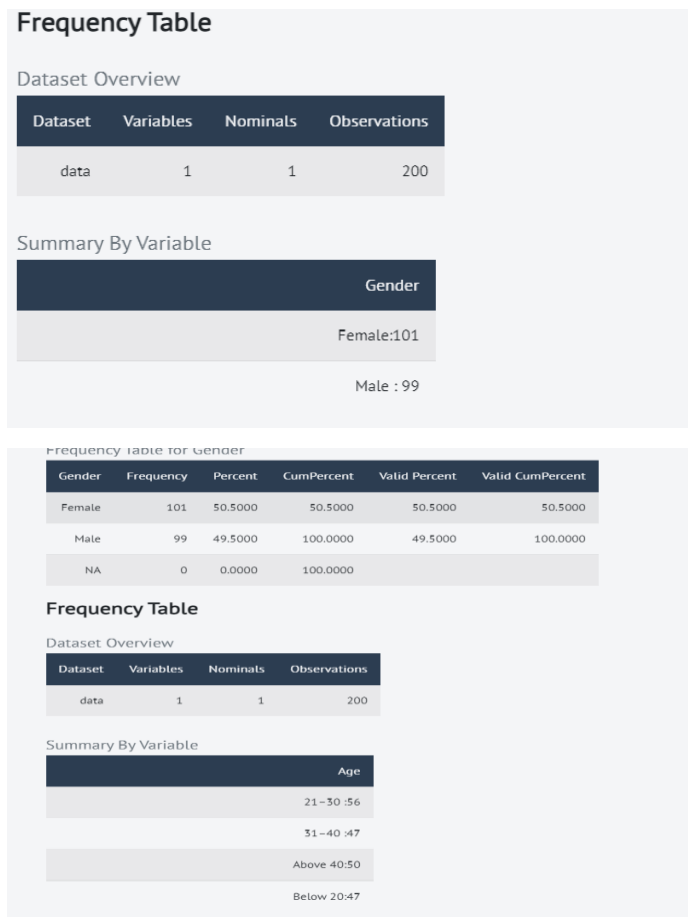 Frequency Table
Dataset Overview
Dataset Variables Nominals Observations
data 1 1 200
Summary By Variable
Gender
Female:101
Male : 99
Frequency Table for Gender
Gender Frequency Percent CumPercent Valid Percent Valid CumPercent
Female 101 50.5000 50.5000 50.5000 50.5000
Male 99 49.5000 100.0000 49.5000 100.0000
NA 0 0.0000 100.0000
Frequency Table
Dataset Overview
Dataset Variables Nominals Observations
data 1 1 200
Summary By Variable
Age
21-30 :56
31-40 :47
Above 40:50
Below 20:47